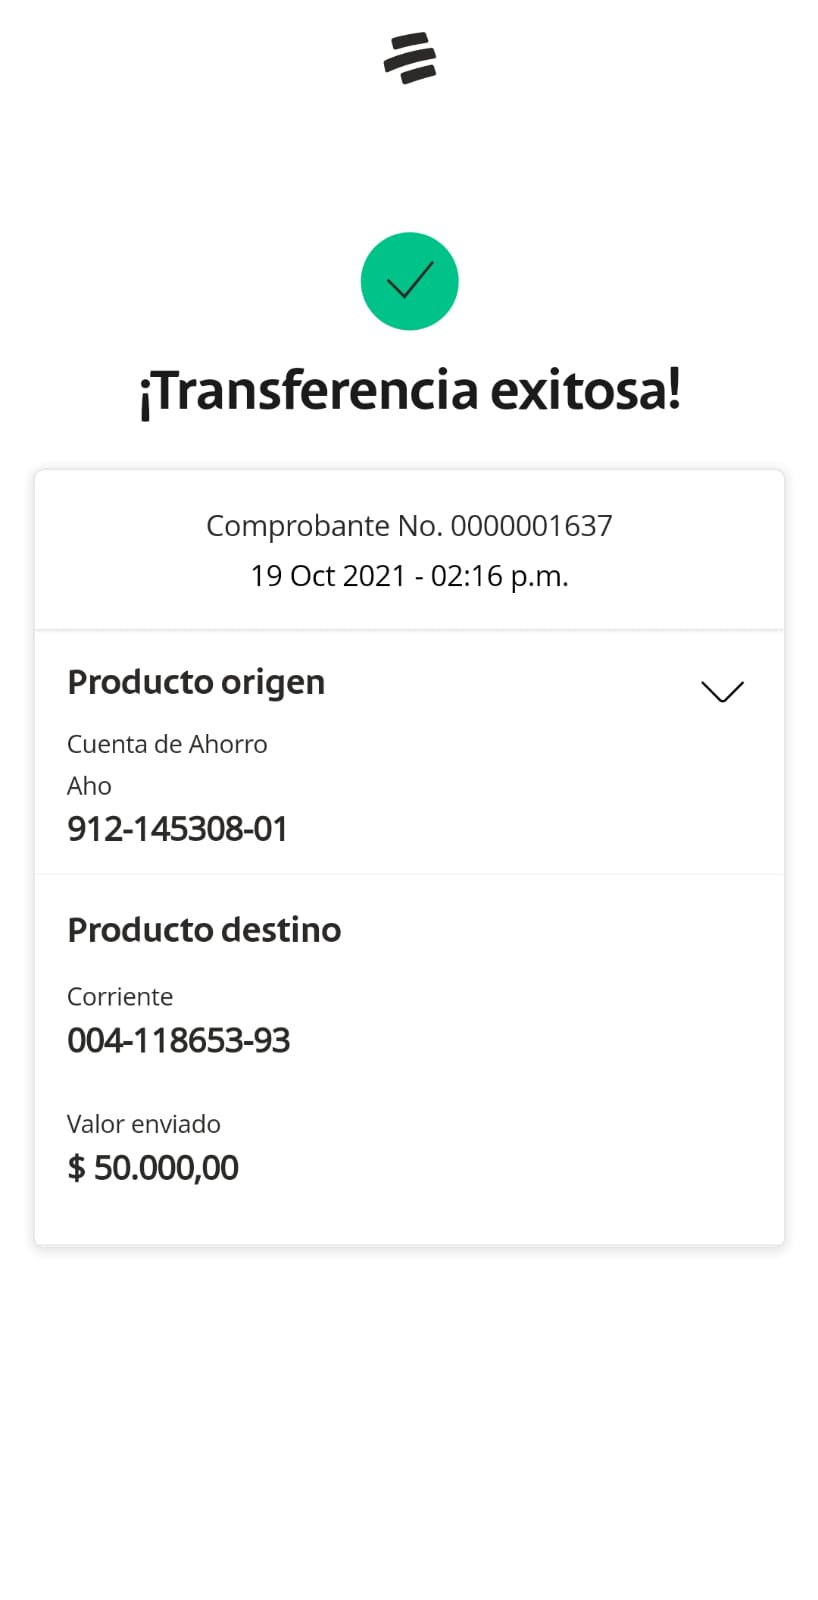 ¡Transferencia exitosa!
Comprobante No. 0000001637
19 Oct 2021 - 02:16 p.m.
Producto origen
Cuenta de Ahorro
Aho
912-145308-01
Producto destino
Corriente
004-118653-93
Valor enviado
$ 50.000,00